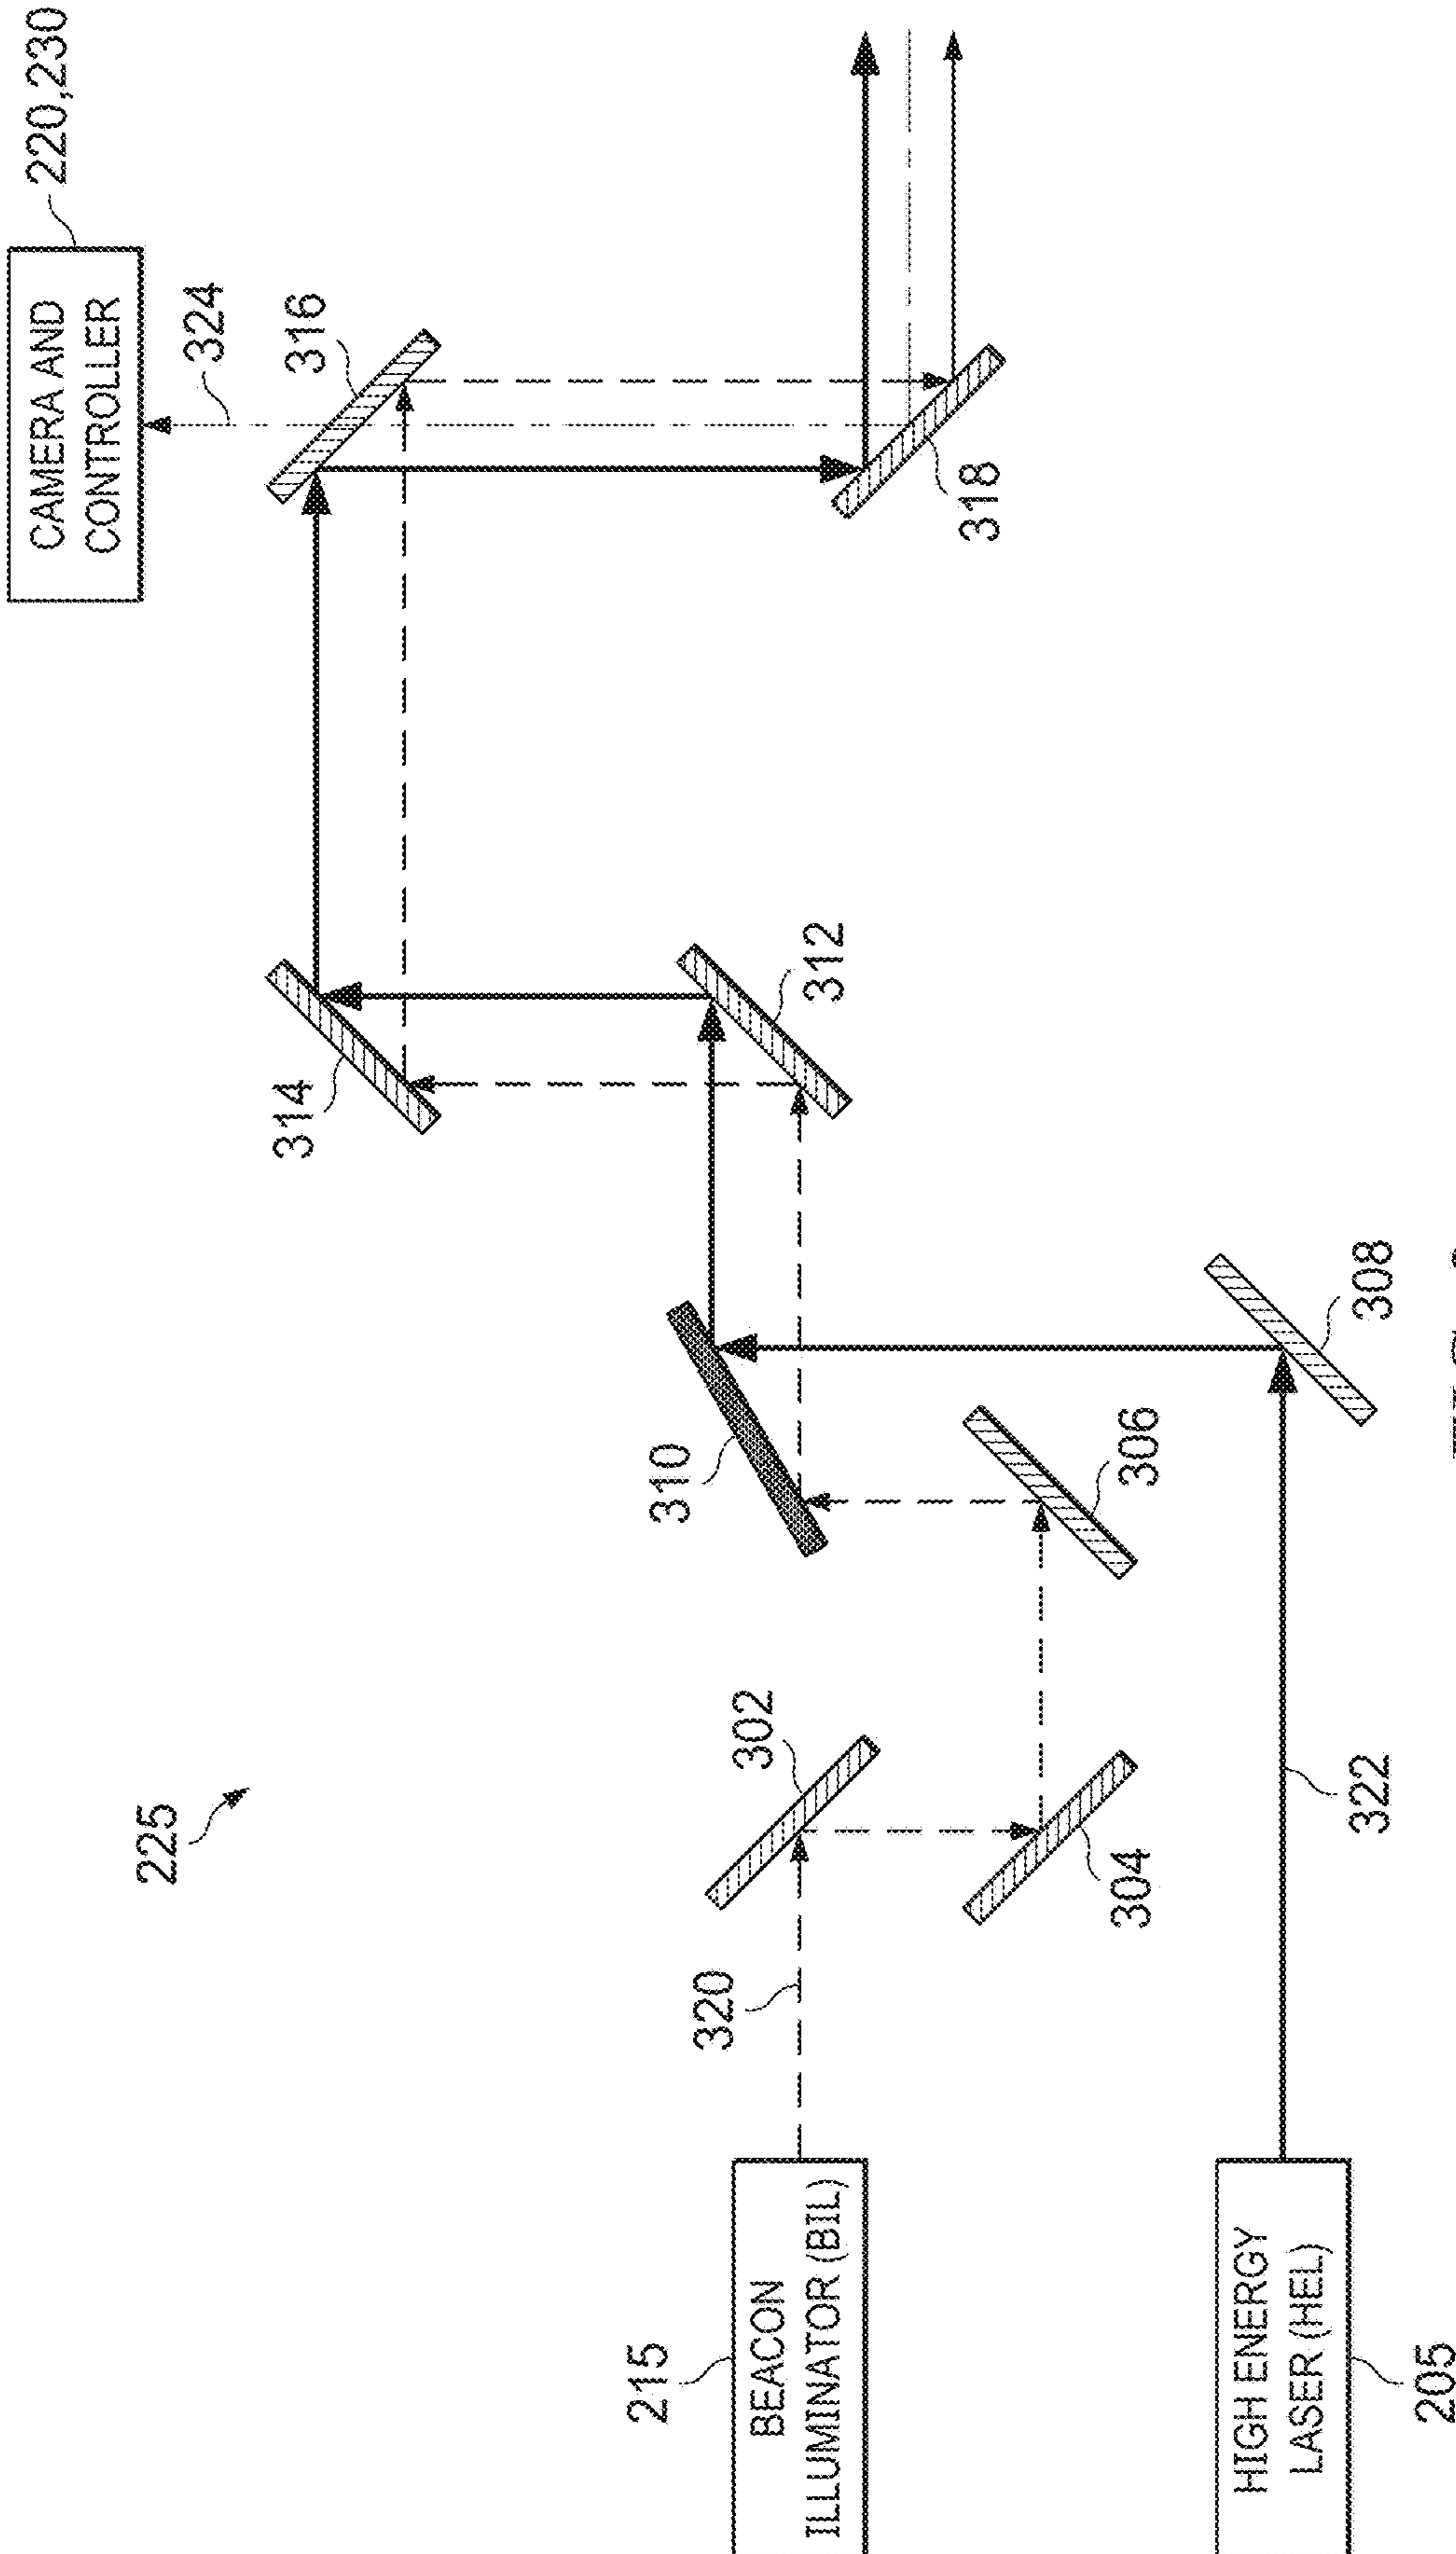 225
CAMERA AND
CONTROLLER
220,230
324
316
314
318
312
310
302
306
320
304
308
322
215
BEACON
ILLUMINATOR (BIL)
HIGH ENERGY
LASER (HEL)
205